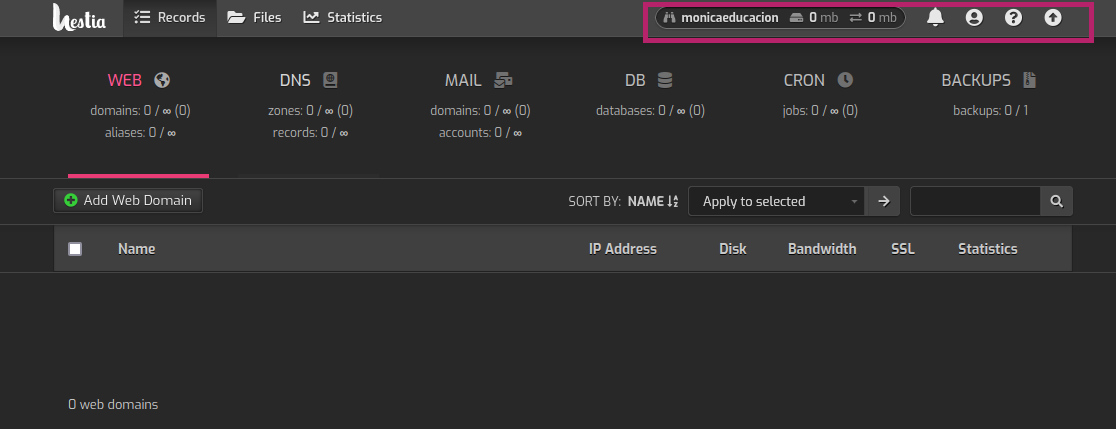 hestia Records Files Statistics monicaeducacion 0 mb 0 mb
WEB DNS MAIL DB CRON BACKUPS
domains: 0 / ∞ (0) zones: 0 / ∞ (0) domains: 0 / ∞ (0) databases: 0 / ∞ (0) jobs: 0 / ∞ (0) backups: 0 / 1
aliases: 0 / ∞ records: 0 / ∞ accounts: 0 / ∞
Add Web Domain SORT BY: NAME Apply to selected
Name IP Address Disk Bandwidth SSL Statistics
0 web domains